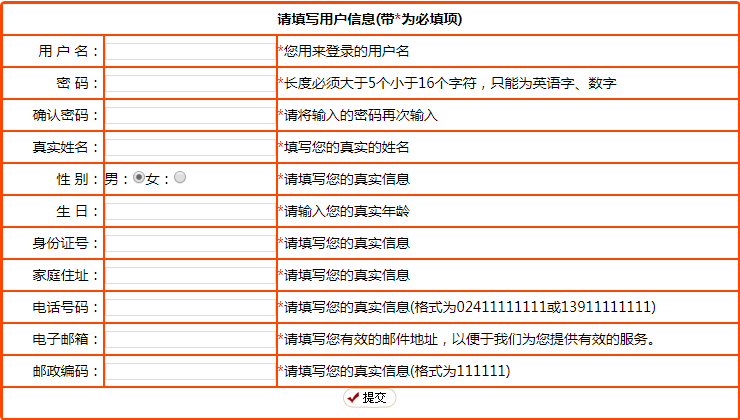 请填写用户信息(带*为必填项)
用 户 名： *您用来登录的用户名
密 码： *长度必须大于5个小于16个字符，只能为英语字、数字
确认密码： *请将输入的密码再次输入
真实姓名： *填写您的真实的姓名
性 别： 男： 女： *请填写您的真实信息
生 日： *请输入您的真实年龄
身份证号： *请填写您的真实信息
家庭住址： *请填写您的真实信息
电话号码： *请填写您的真实信息(格式为02411111111或13911111111)
电子邮箱： *请填写您有效的邮件地址，以便于我们为您提供有效的服务。
邮政编码： *请填写您的真实信息(格式为111111)
提交